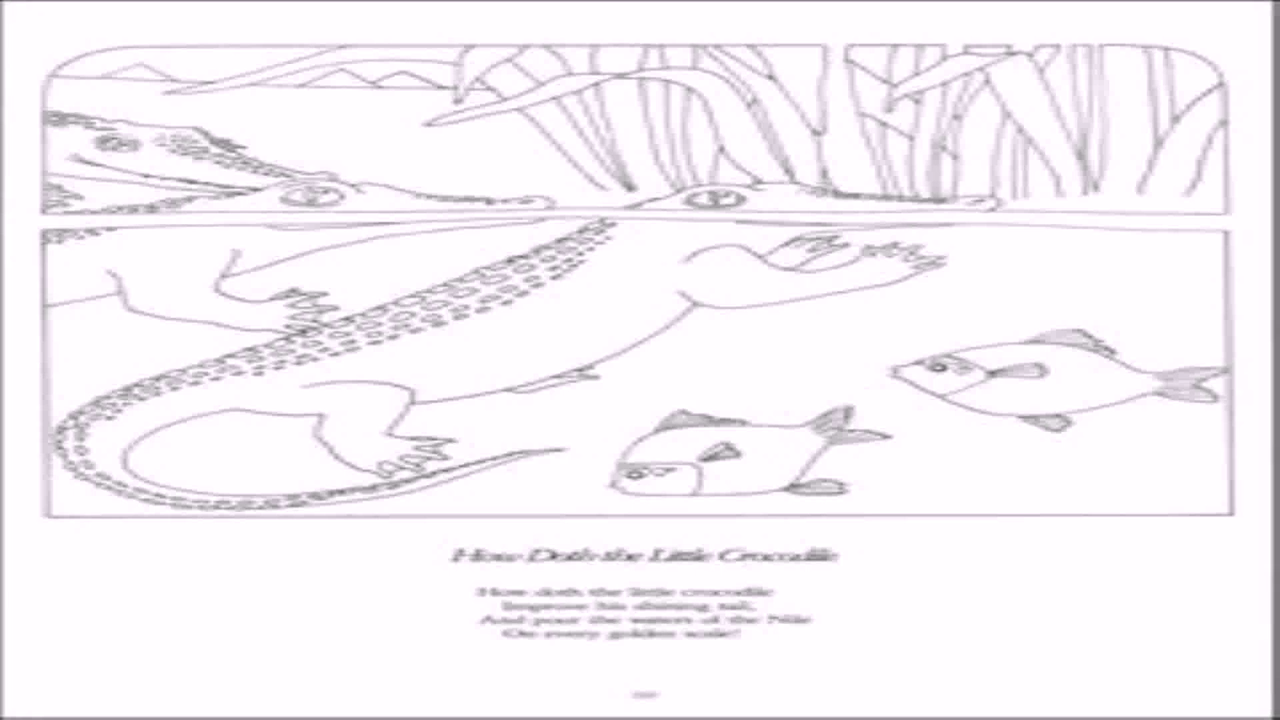 How Doth the Little Crocodile
How doth the little crocodile
Improve his shining tail,
And pour the waters of the Nile
On every golden scale!